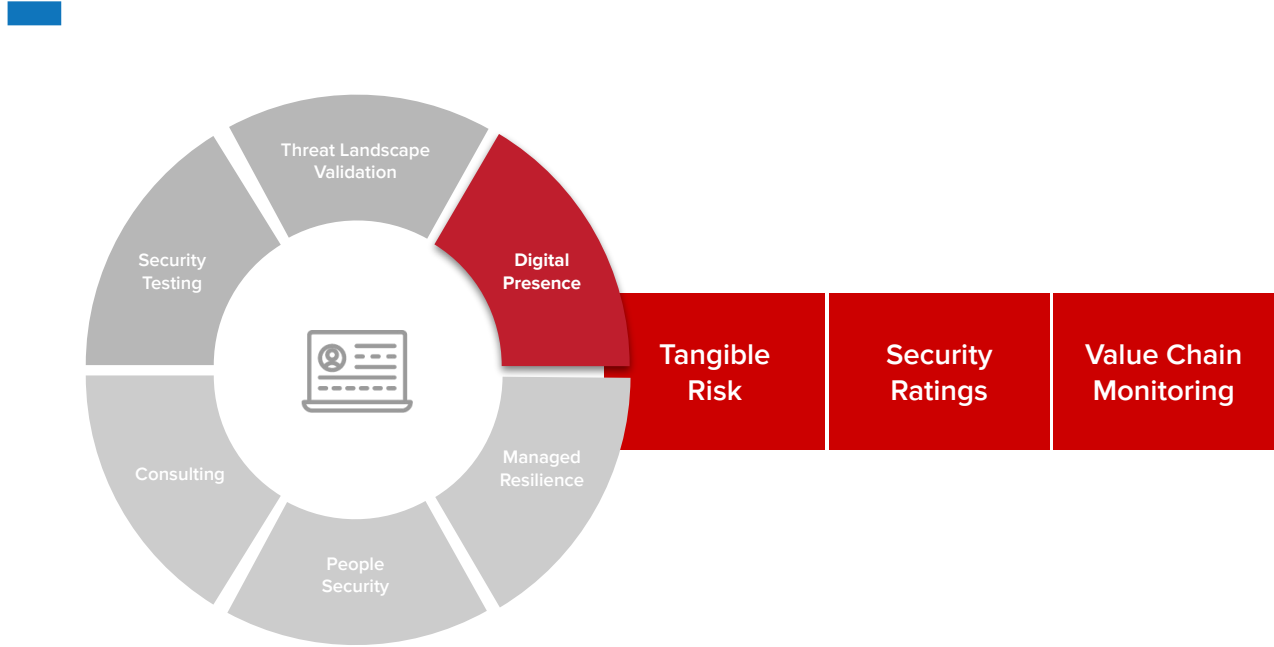 Threat Landscape
Validation
Digital
Presence
Managed
Resilience
People
Security
Consulting
Security
Testing
Tangible
Risk
Security
Ratings
Value Chain
Monitoring